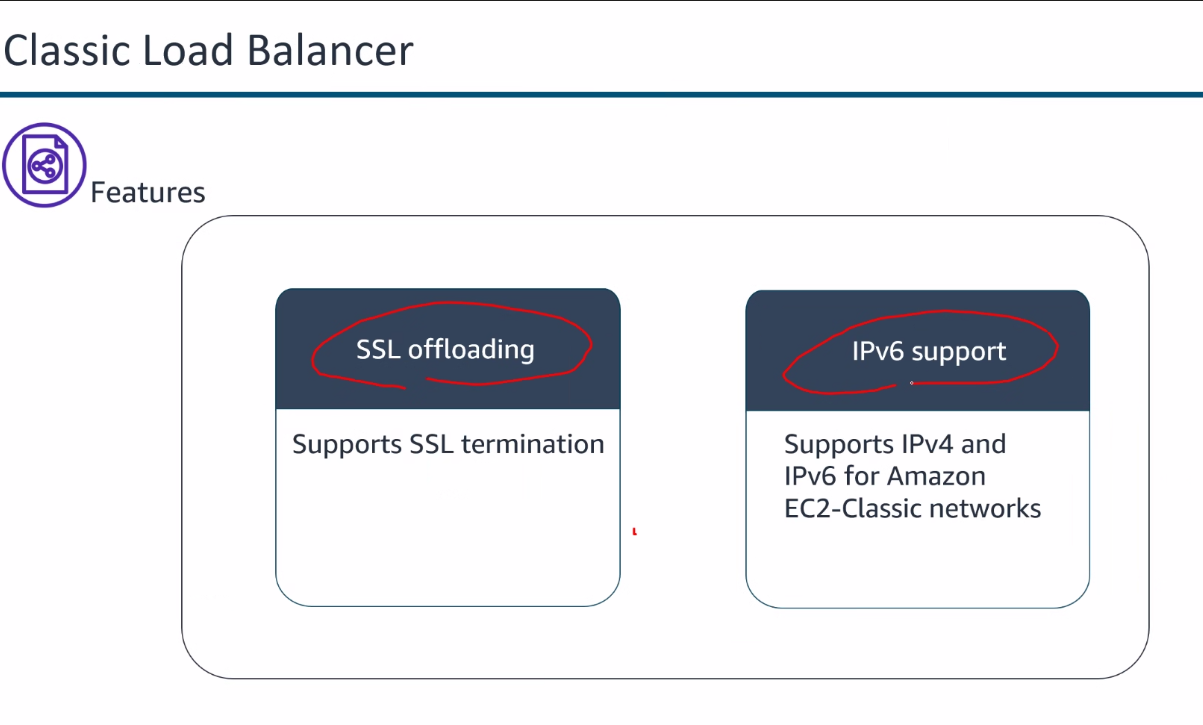 Classic Load Balancer
Features
SSL offloading
Supports SSL termination
IPv6 support
Supports IPv4 and
IPv6 for Amazon
EC2-Classic networks